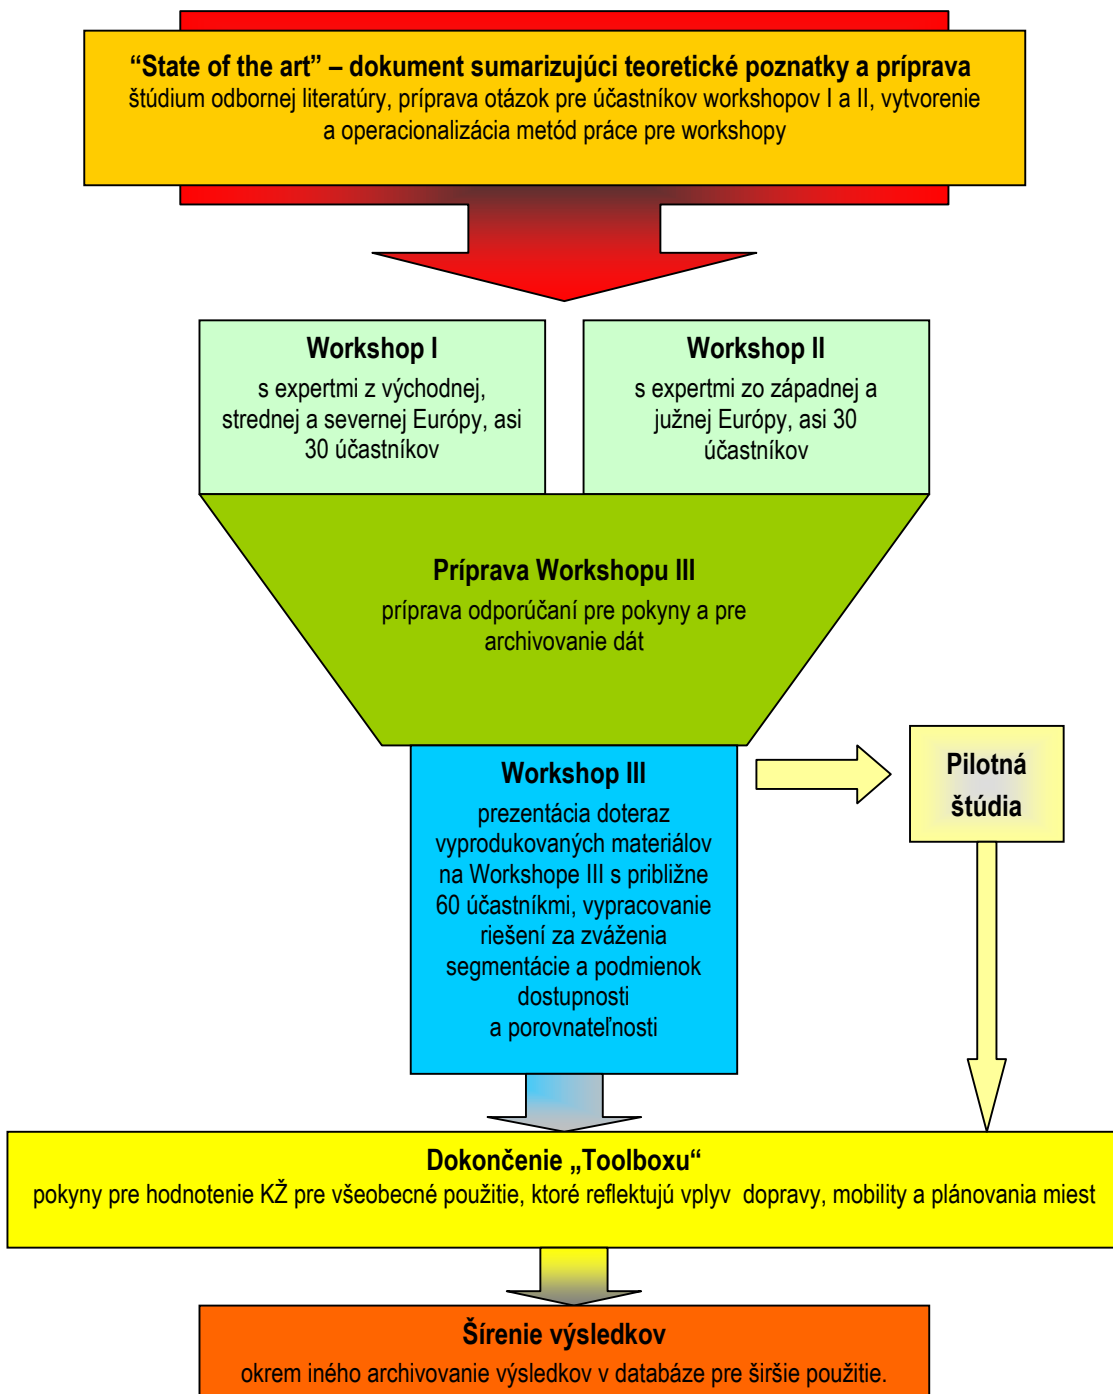 “State of the art” – dokument sumarizujúci teoretické poznatky a príprava
štúdium odbornej literatúry, príprava otázok pre účastníkov workshopov I a II, vytvorenie
a operacionalizácia metód práce pre workshopy
Workshop I
s expertmi z východnej,
strednej a severnej Európy, asi
30 účastníkov
Workshop II
s expertmi zo západnej a
južnej Európy, asi 30
účastníkov
Príprava Workshopu III
príprava odporúčaní pre pokyny a pre
archivovanie dát
Workshop III
prezentácia doteraz
vyprodukovaných materiálov
na Workshope III s približne
60 účastníkmi, vypracovanie
riešení za zváženia
segmentácie a podmienok
dostupnosti
a porovnateľnosti
Pilotná
štúdia
Dokončenie „Toolboxu“
pokyny pre hodnotenie KŽ pre všeobecné použitie, ktoré reflektujú vplyv dopravy, mobility a plánovania miest
Šírenie výsledkov
okrem iného archivovanie výsledkov v databáze pre širšie použitie.